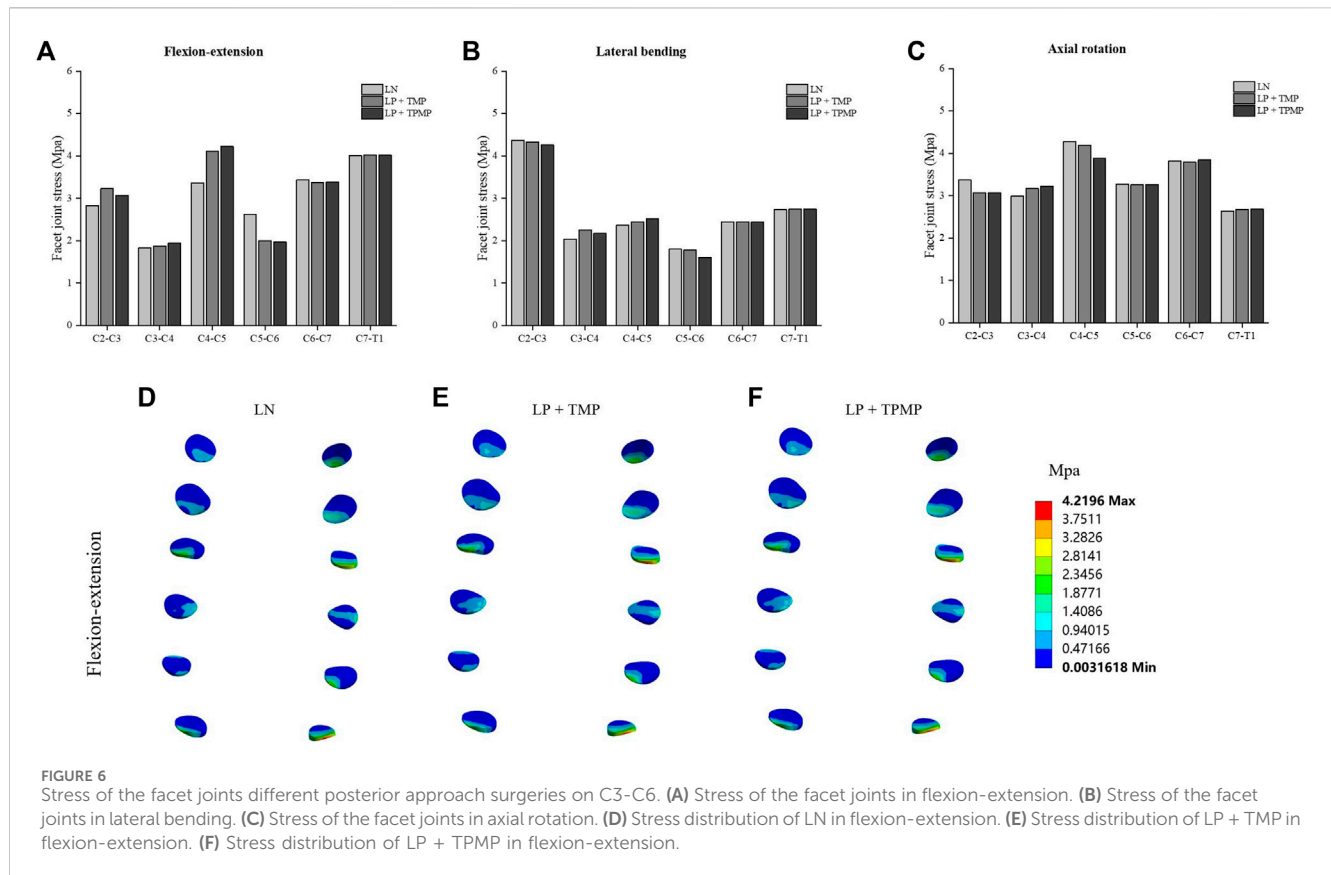 A
Flexion-extension
Facet joint stress (Mpa)
6
5
4
3
2
1
0
LN
LP + TMP
LP + TPMP
C2-C3 C3-C4 C4-C5 C5-C6 C6-C7 C7-T1
B
Lateral bending
Facet joint stress (Mpa)
6
5
4
3
2
1
0
LN
LP + TMP
LP + TPMP
C2-C3 C3-C4 C4-C5 C5-C6 C6-C7 C7-T1
C
Axial rotation
Facet joint stress (Mpa)
6
5
4
3
2
1
0
LN
LP + TMP
LP + TPMP
C2-C3 C3-C4 C4-C5 C5-C6 C6-C7 C7-T1
D
LN
E
LP + TMP
F
LP + TPMP
Flexion-extension
Mpa
4.2196 Max
3.7511
3.2826
2.8141
2.3456
1.8771
1.4086
0.94015
0.47166
0.0031618 Min
FIGURE 6
Stress of the facet joints different posterior approach surgeries on C3-C6. (A) Stress of the facet joints in flexion-extension. (B) Stress of the facet
joints in lateral bending. (C) Stress of the facet joints in axial rotation. (D) Stress distribution of LN in flexion-extension. (E) Stress distribution of LP + TMP in
flexion-extension. (F) Stress distribution of LP + TPMP in flexion-extension.